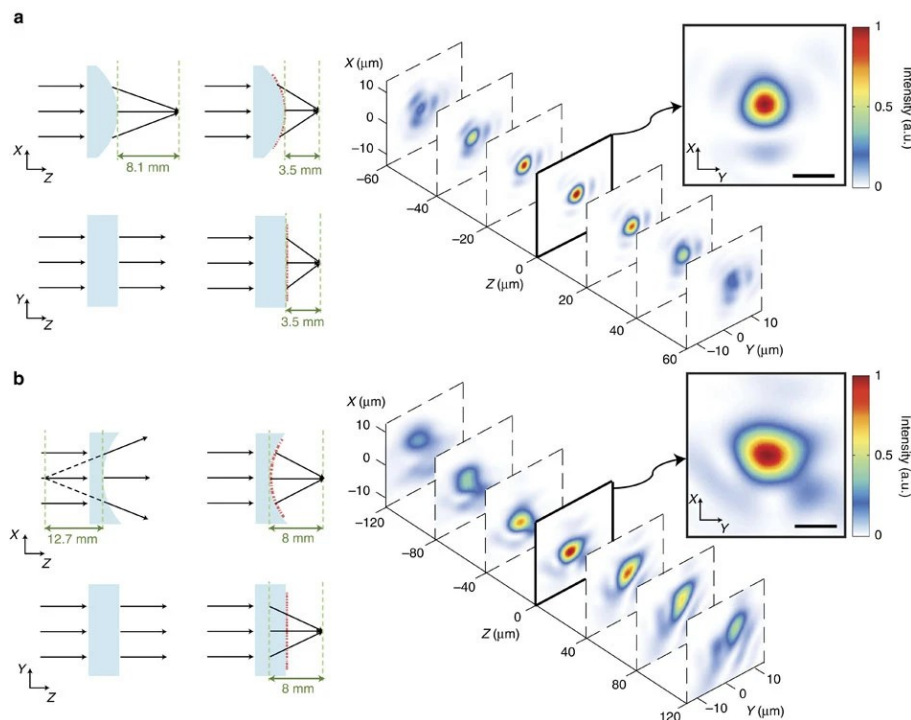 a
X
Z
8.1 mm
3.5 mm
Y
Z
3.5 mm
X (μm)
10
0
−10
−60
−40
−20
0
Z (μm)
20
40
60
−10
0
10
Y (μm)
X
Y
1
0.5
0
Intensity (a.u.)
b
X
Z
12.7 mm
8 mm
Y
Z
8 mm
X (μm)
10
0
−10
−120
−80
−40
0
Z (μm)
40
80
120
−10
0
10
Y (μm)
X
Y
1
0.5
0
Intensity (a.u.)